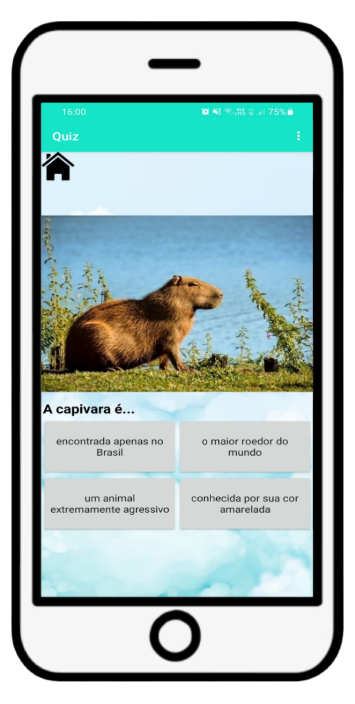 16:00
75%
Quiz
A capivara é...
encontrada apenas no
Brasil
o maior roedor do
mundo
um animal
extremamente agressivo
conhecida por sua cor
amarelada